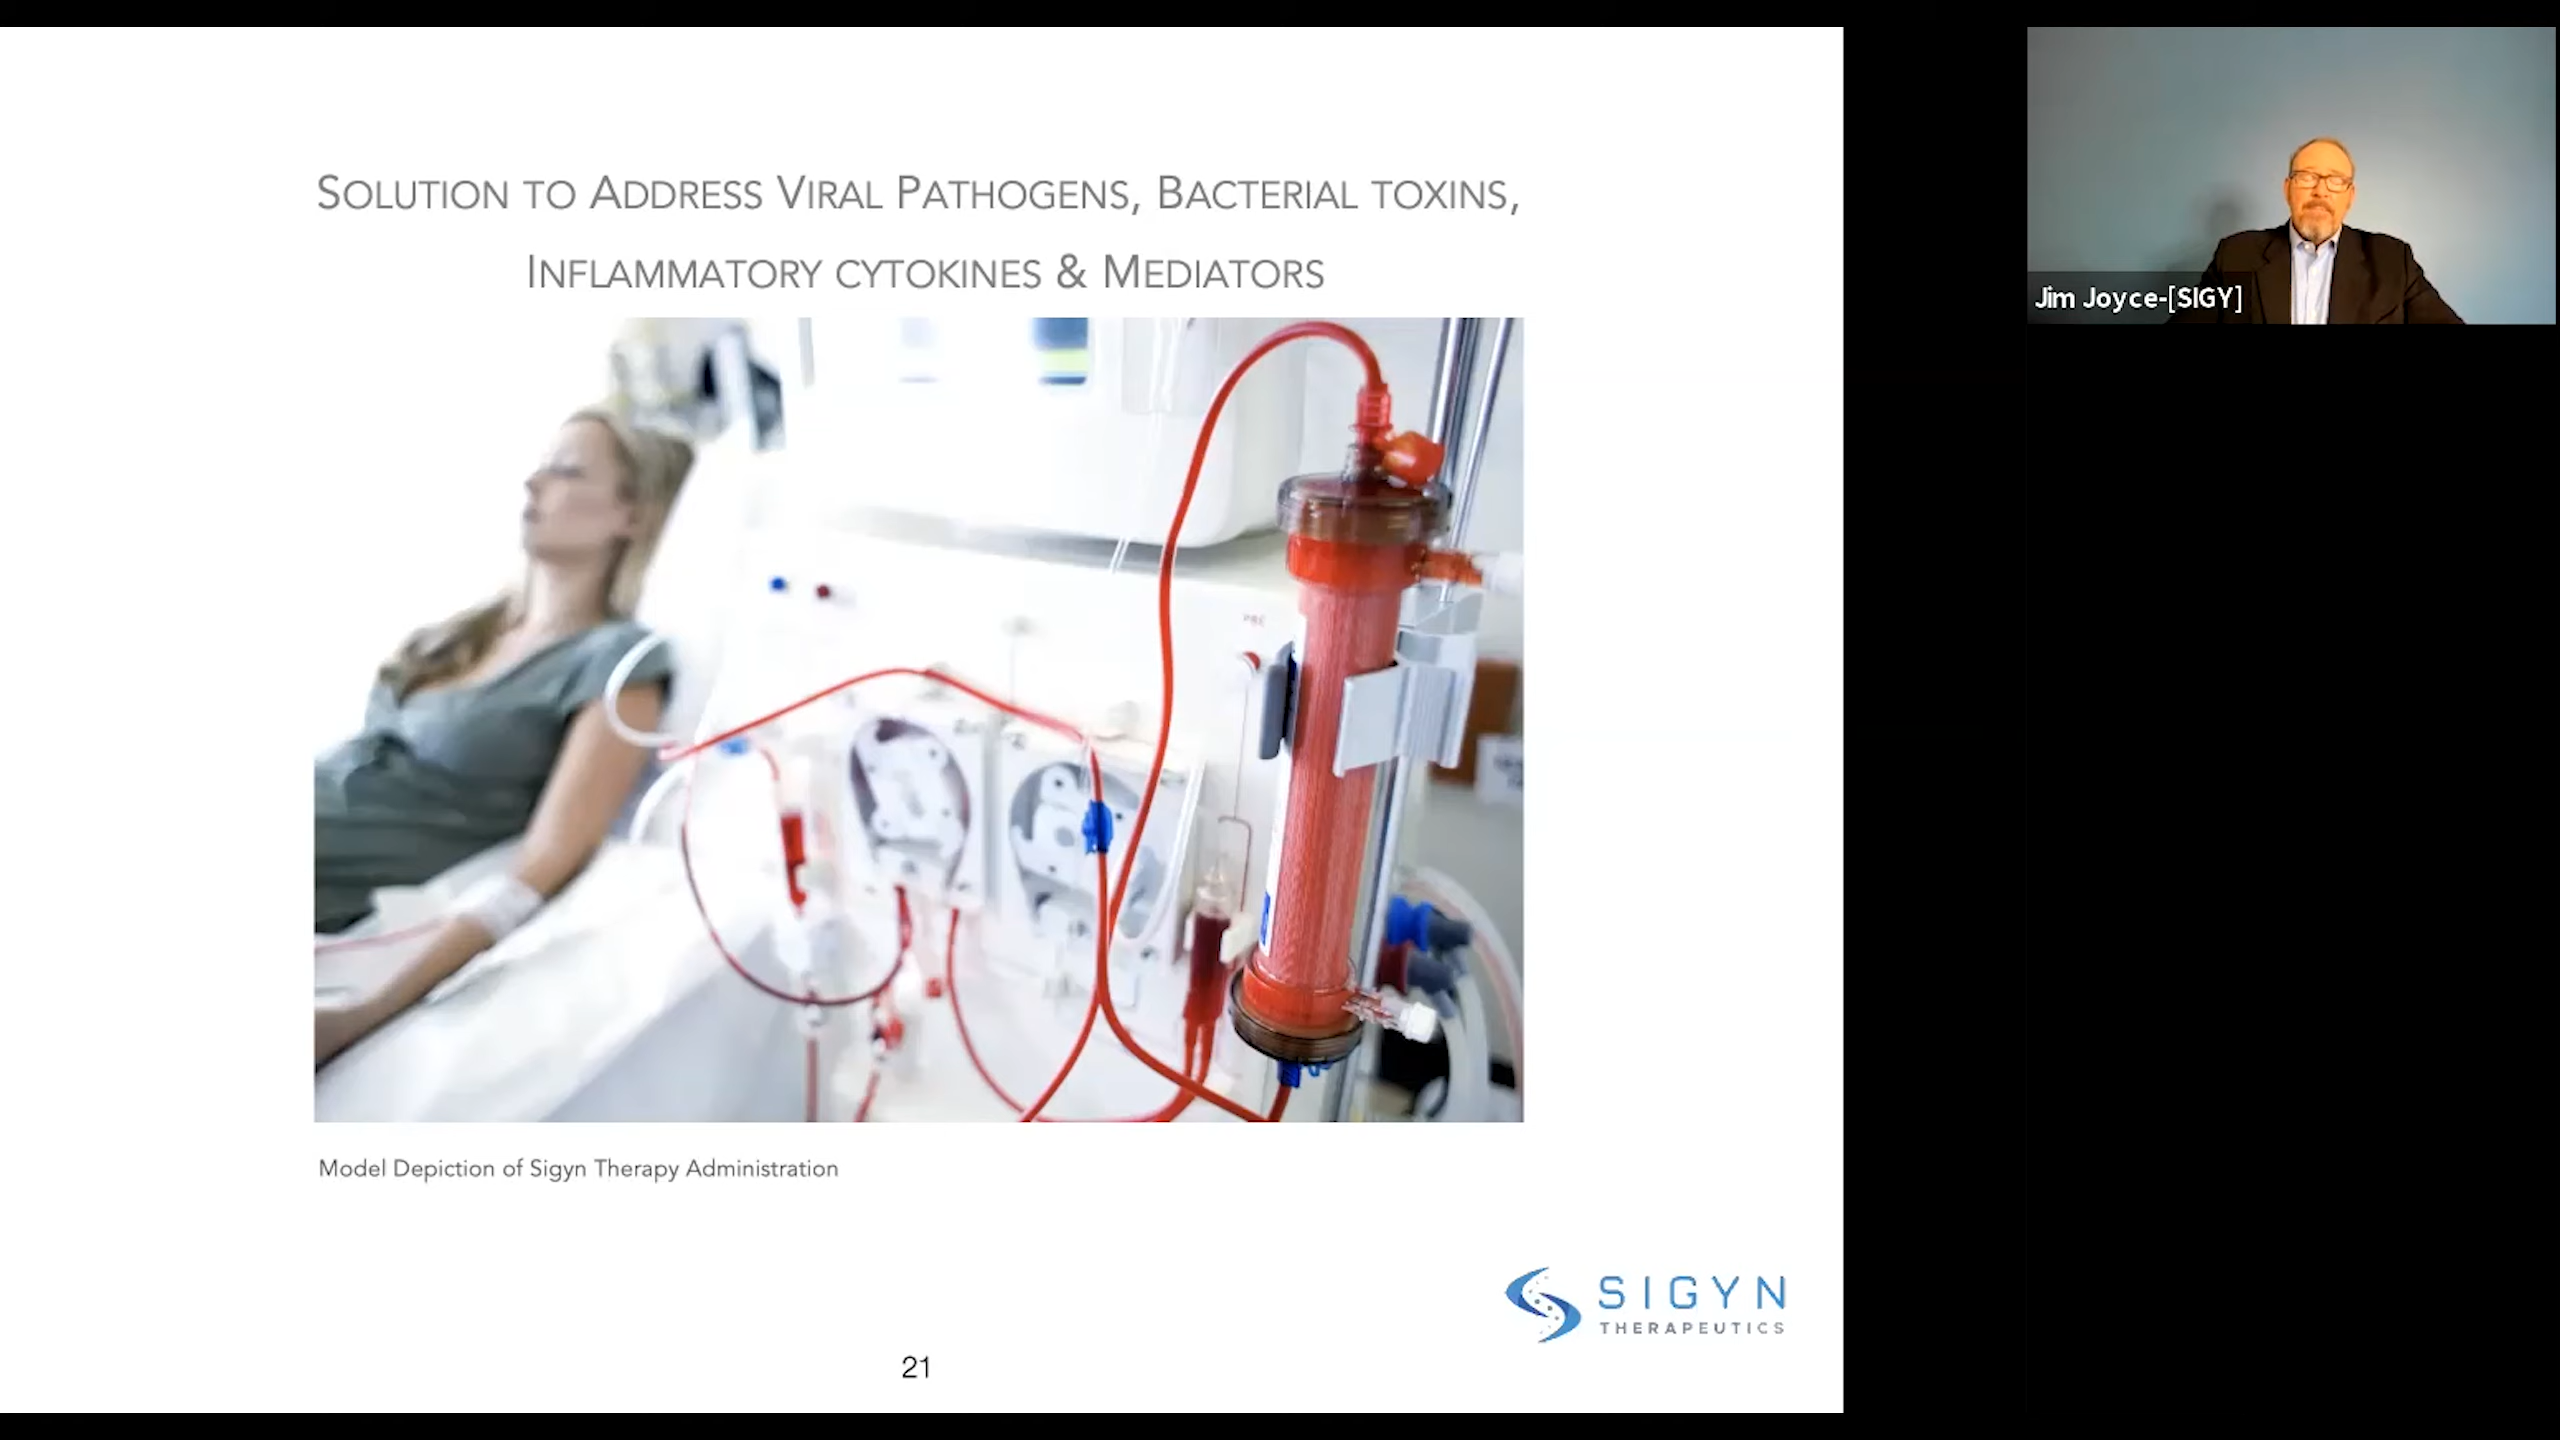 SOLUTION TO ADDRESS VIRAL PATHOGENS, BACTERIAL TOXINS,
INFLAMMATORY CYTOKINES & MEDIATORS
Jim Joyce-[SIGY]
Model Depiction of Sigyn Therapy Administration
SIGYN
THERAPEUTICS
21